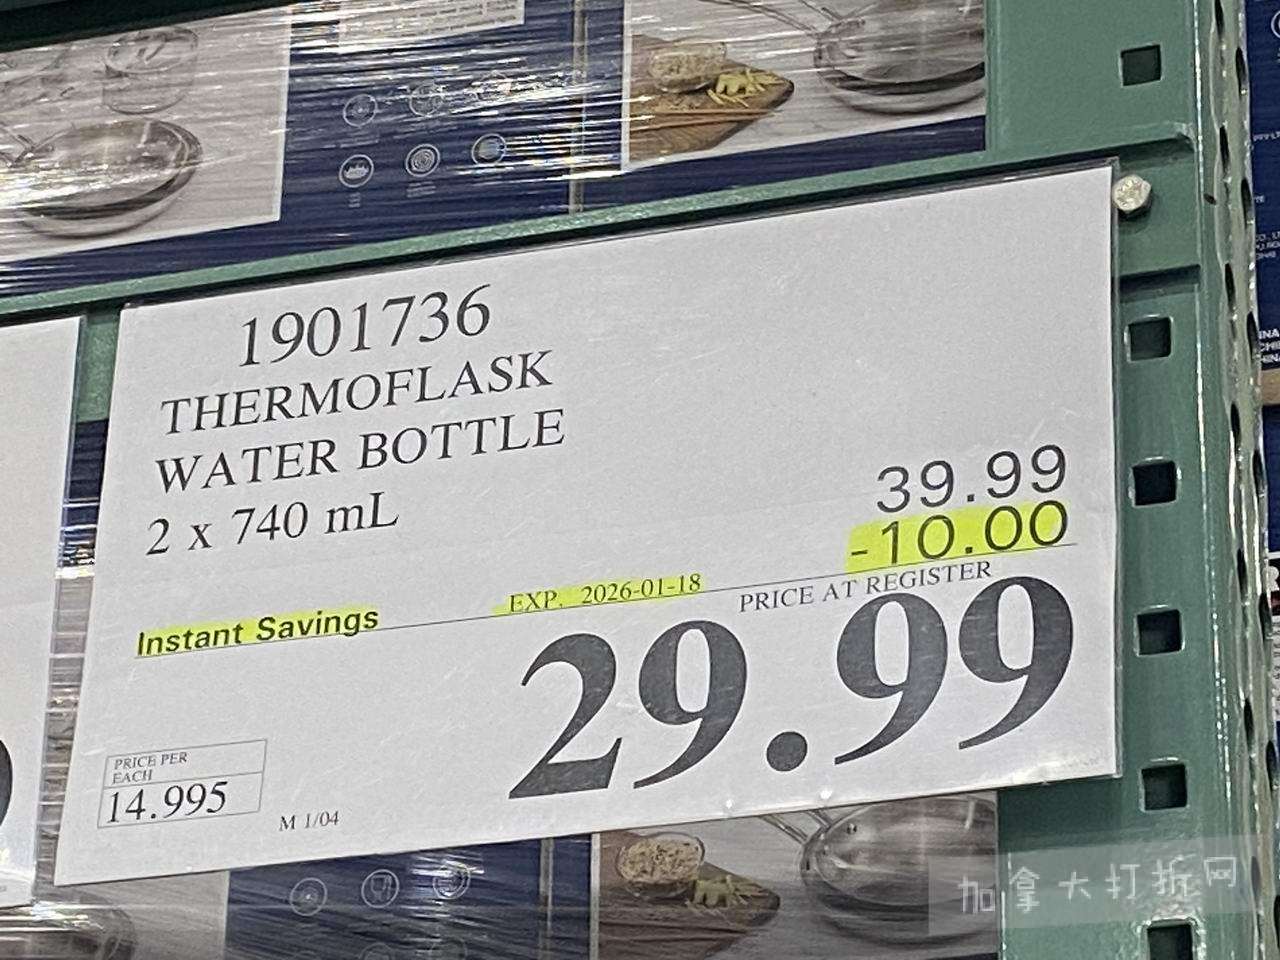 1901736
THERMOFLASK
WATER BOTTLE
2 x 740 mL
39.99
-10.00
Instant Savings
EXP. 2026-01-18
PRICE AT REGISTER
29.99
PRICE PER
EACH
14.995
M 1/04
加拿大打折网